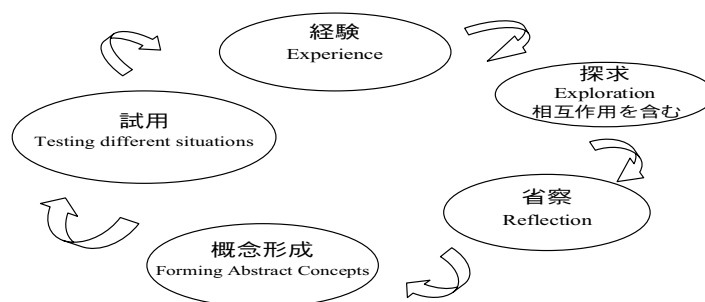 経験
Experience
探求
Exploration
相互作用を含む
省察
Reflection
概念形成
Forming Abstract Concepts
試用
Testing different situations